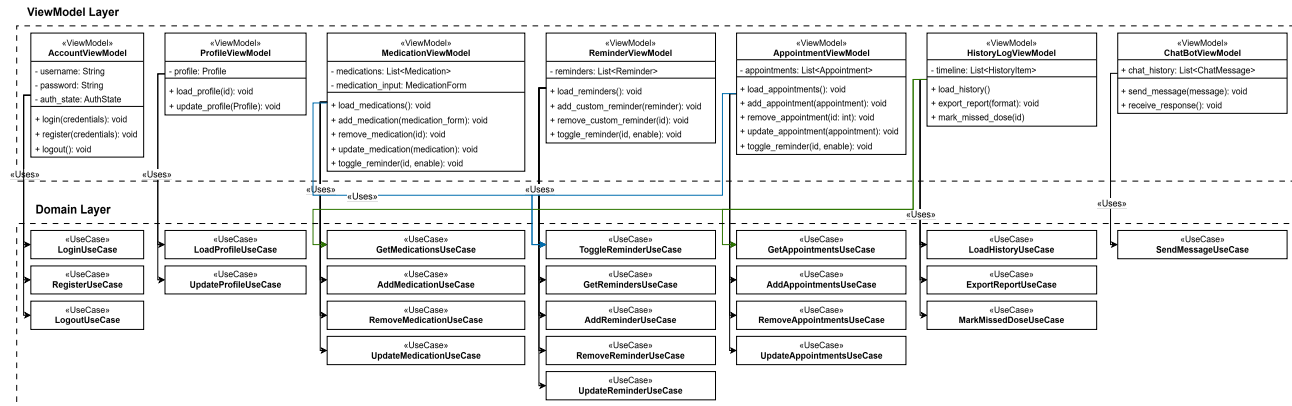 ViewModel Layer
«ViewModel»
AccountViewModel
- username: String
- password: String
- auth_state: AuthState
+ login(credentials): void
+ register(credentials): void
+ logout(): void
«ViewModel»
ProfileViewModel
- profile: Profile
+ load_profile(id): void
+ update_profile(Profile): void
«ViewModel»
MedicationViewModel
- medications: List<Medication>
- medication_input: MedicationForm
+ load_medications(): void
+ add_medication(medication_form): void
+ remove_medication(id): void
+ update_medication(medication): void
+ toggle_reminder(id, enable): void
«ViewModel»
ReminderViewModel
- reminders: List<Reminder>
+ load_reminders(): void
+ add_custom_reminder(reminder): void
+ remove_custom_reminder(id): void
+ toggle_reminder(id, enable): void
«ViewModel»
AppointmentViewModel
- appointments: List<Appointment>
+ load_appointments(): void
+ add_appointment(appointment): void
+ remove_appointment(id: int): void
+ update_appointment(appointment): void
+ toggle_reminder(id, enable): void
«ViewModel»
HistoryLogViewModel
- timeline: List<HistoryItem>
+ load_history()
+ export_report(format): void
+ mark_missed_dose(id)
«ViewModel»
ChatBotViewModel
+ chat_history: List<ChatMessage>
+ send_message(message): void
+ receive_response(): void
«Uses»
«Uses»
«Uses»
«Uses»
«Uses»
«Uses»
«Uses»
Domain Layer
«UseCase»
LoginUseCase
«UseCase»
RegisterUseCase
«UseCase»
LogoutUseCase
«UseCase»
LoadProfileUseCase
«UseCase»
UpdateProfileUseCase
«UseCase»
GetMedicationsUseCase
«UseCase»
AddMedicationUseCase
«UseCase»
RemoveMedicationUseCase
«UseCase»
UpdateMedicationUseCase
«UseCase»
ToggleReminderUseCase
«UseCase»
GetRemindersUseCase
«UseCase»
AddReminderUseCase
«UseCase»
RemoveReminderUseCase
«UseCase»
UpdateReminderUseCase
«UseCase»
GetAppointmentsUseCase
«UseCase»
AddAppointmentsUseCase
«UseCase»
RemoveAppointmentsUseCase
«UseCase»
UpdateAppointmentsUseCase
«UseCase»
LoadHistoryUseCase
«UseCase»
ExportReportUseCase
«UseCase»
MarkMissedDoseUseCase
«UseCase»
SendMessageUseCase